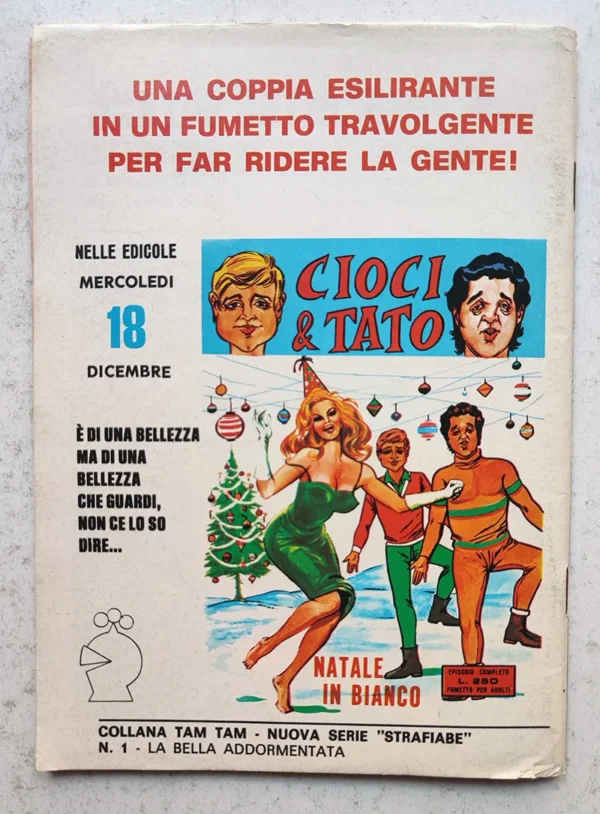 UNA COPPIA ESILIRANTE
IN UN FUMETTO TRAVOLGENTE
PER FAR RIDERE LA GENTE!
NELLE EDICOLE
MERCOLEDI
18
DICEMBRE
È DI UNA BELLEZZA
MA DI UNA
BELLEZZA
CHE GUARDI,
NON CE LO SO
DIRE...
CIOCI
& TATO
NATALE
IN BIANCO
EPISODIO COMPLETO
L. 250
FUMETTO PER ADULTI
COLLANA TAM TAM - NUOVA SERIE "STRAFIABE"
N. 1 - LA BELLA ADDORMENTATA